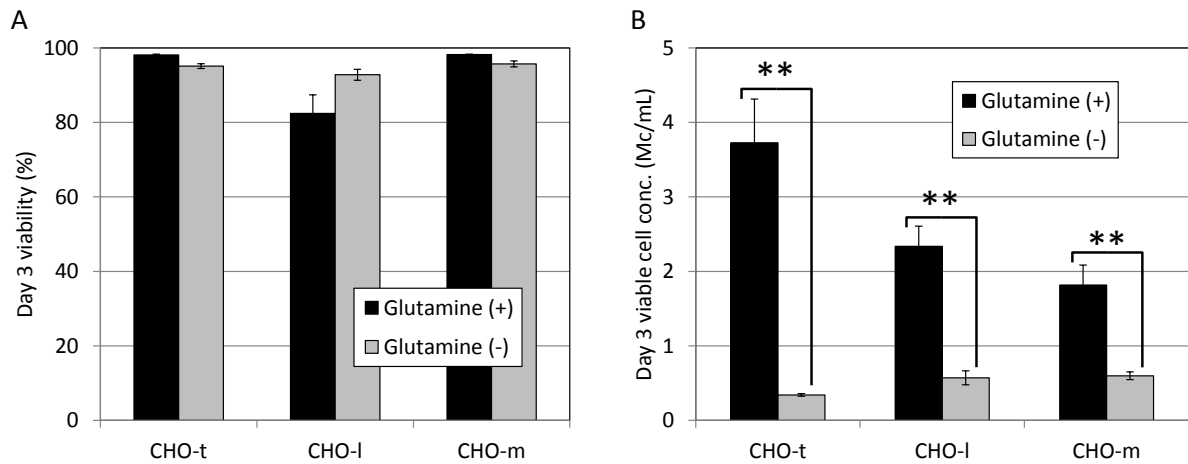 A
Day 3 viability (%)
100
80
60
40
20
0
Glutamine (+)
Glutamine (-)
CHO-t CHO-l CHO-m
B
Day 3 viable cell conc. (Mc/mL)
5
4
3
2
1
0
**
**
**
Glutamine (+)
Glutamine (-)
CHO-t CHO-l CHO-m